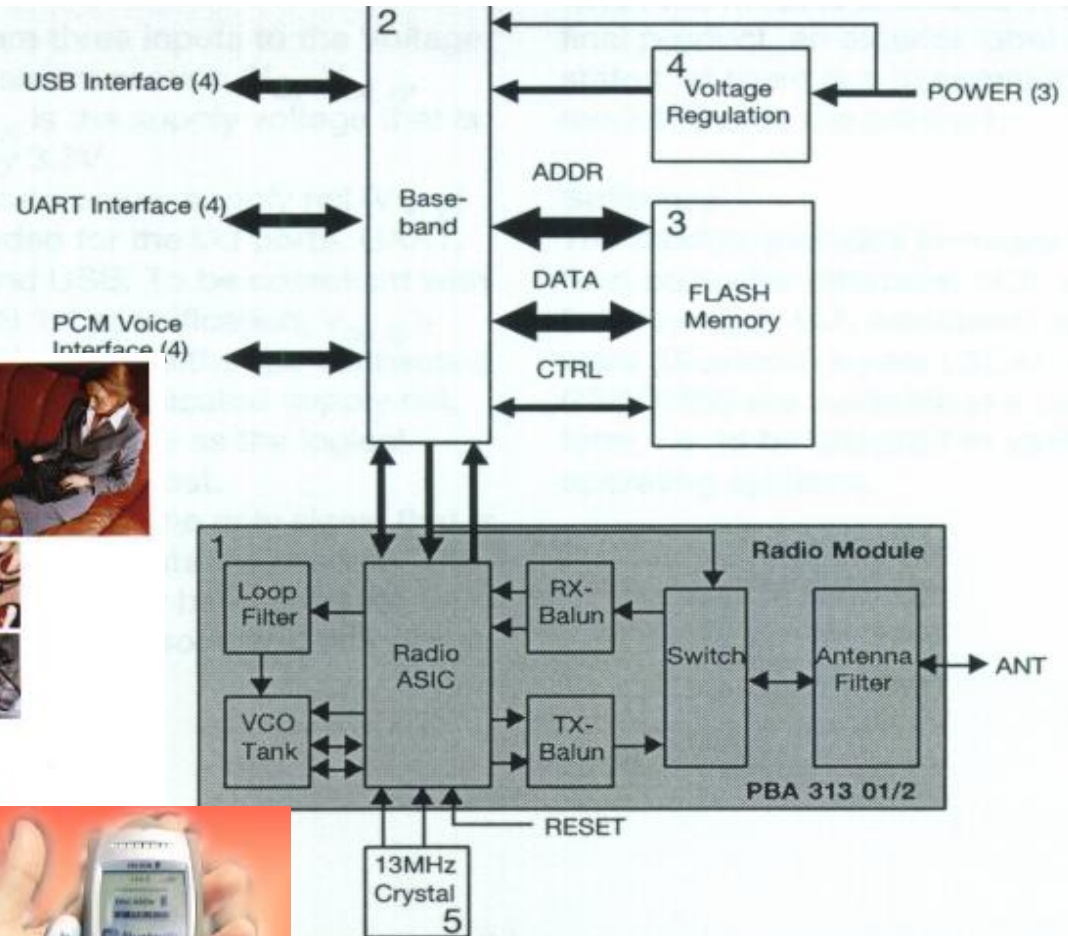 2
USB Interface (4)
4
Voltage
Regulation
POWER (3)
ADDR
UART Interface (4)
Base-
band
3
DATA
FLASH
Memory
PCM Voice
Interface (4)
CTRL
1
Radio Module
Loop
Filter
RX-
Balun
Radio
ASIC
Switch
Antenna
Filter
ANT
VCO
Tank
TX-
Balun
PBA 313 01/2
RESET
13MHz
Crystal
5